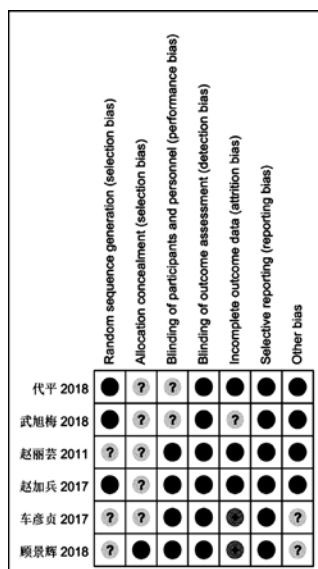 Random sequence generation (selection bias)
Allocation concealment (selection bias)
Blinding of participants and personnel (performance bias)
Blinding of outcome assessment (detection bias)
Incomplete outcome data (attrition bias)
Selective reporting (reporting bias)
Other bias
代平 2018 ? ?
武旭梅 2018 ? ? ?
赵丽芸 2011 ? ?
赵加兵 2017 ?
车彦贞 2017 ? ? + ?
顾景辉 2018 ? + ?